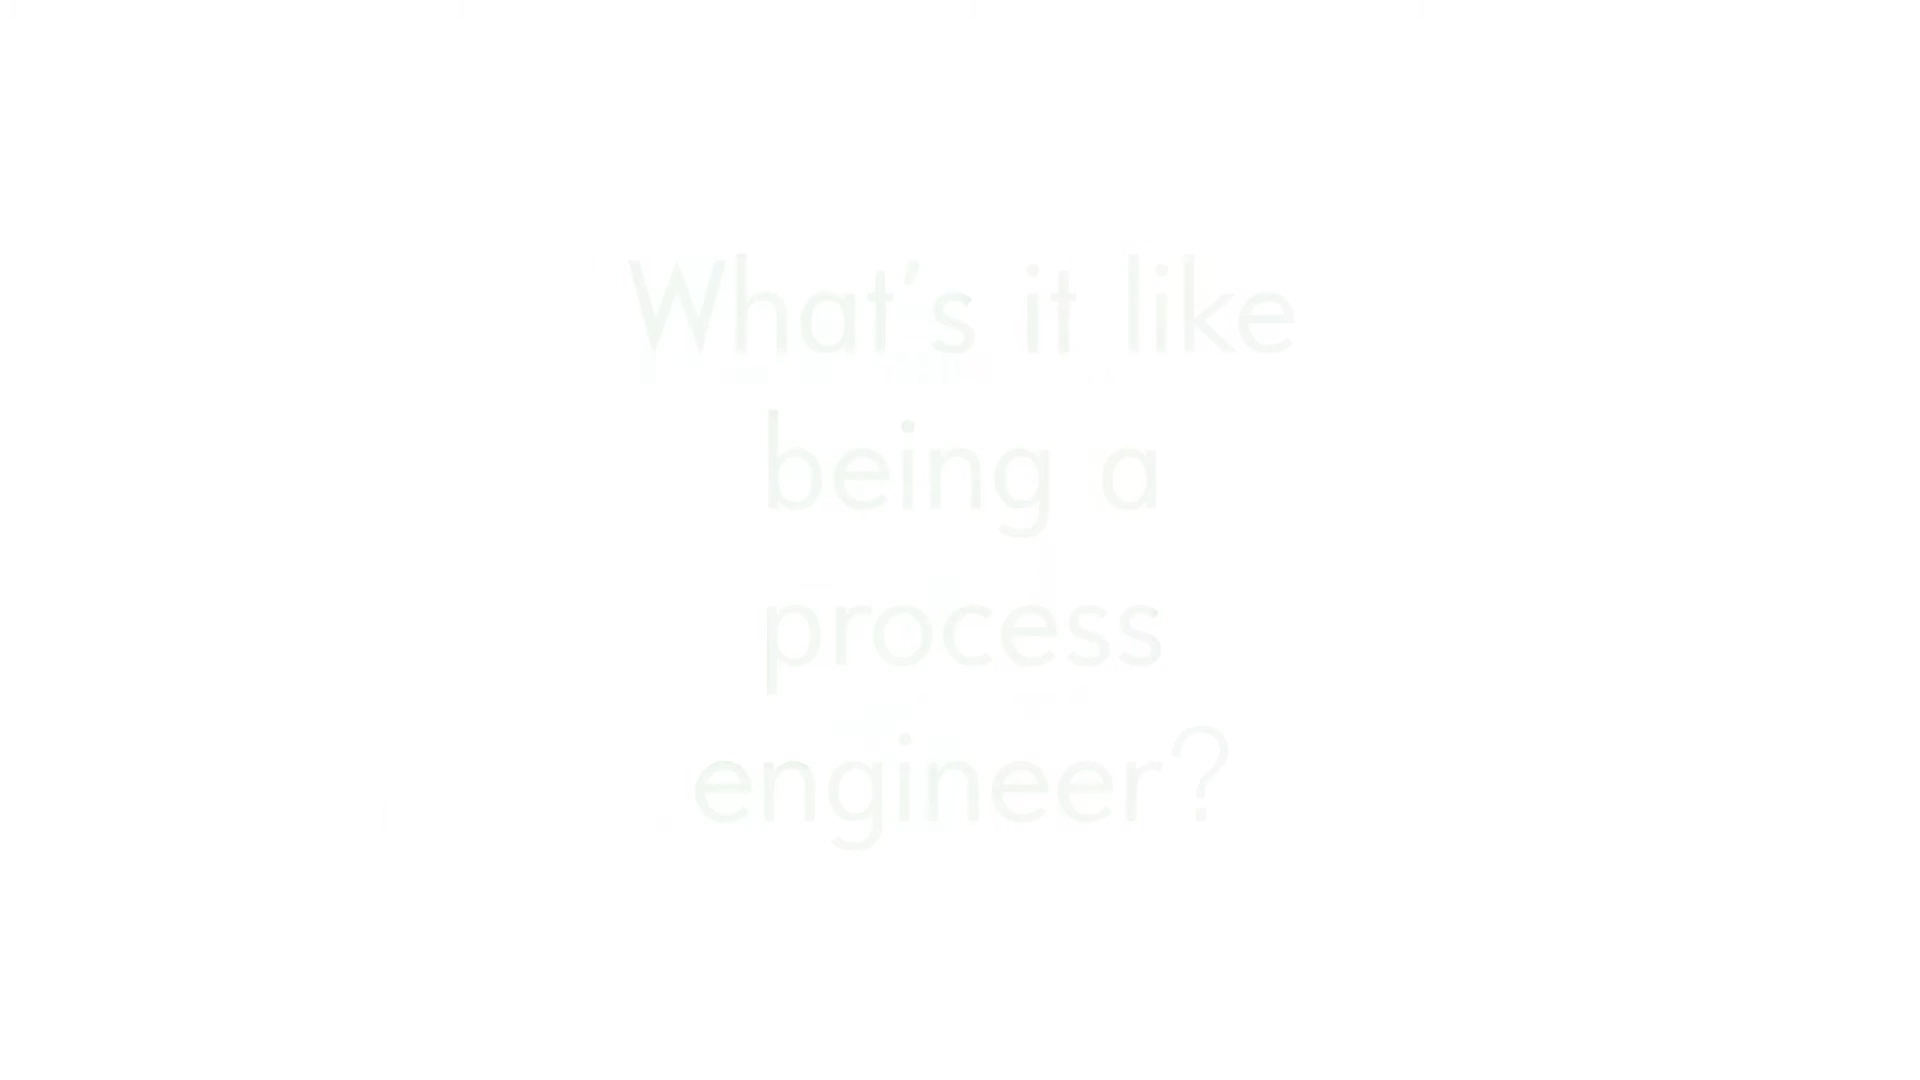 What’s it like
being a
process
engineer?